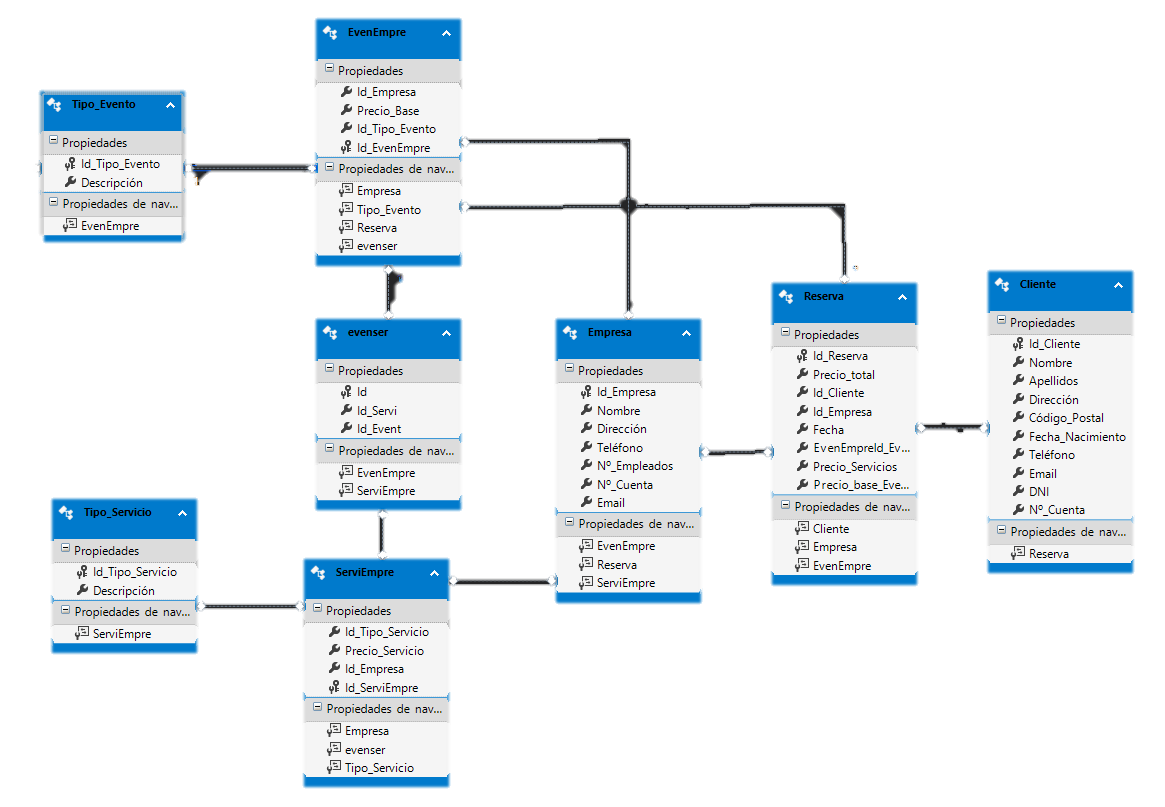 EvenEmpre
Propiedades
Id_Empresa
Precio_Base
Id_Tipo_Evento
Id_EvenEmpre
Propiedades de nav...
Empresa
Tipo_Evento
Reserva
evenser
Tipo_Evento
Propiedades
Id_Tipo_Evento
Descripción
Propiedades de nav...
EvenEmpre
evenser
Propiedades
Id
Id_Servi
Id_Event
Propiedades de nav...
EvenEmpre
ServiEmpre
Empresa
Propiedades
Id_Empresa
Nombre
Dirección
Teléfono
Nº_Empleados
Nº_Cuenta
Email
Propiedades de nav...
EvenEmpre
Reserva
ServiEmpre
Reserva
Propiedades
Id_Reserva
Precio_total
Id_Cliente
Id_Empresa
Fecha
EvenEmpreId_Ev...
Precio_Servicios
Precio_base_Eve...
Propiedades de nav...
Cliente
Empresa
EvenEmpre
Cliente
Propiedades
Id_Cliente
Nombre
Apellidos
Dirección
Código_Postal
Fecha_Nacimiento
Teléfono
Email
DNI
Nº_Cuenta
Propiedades de nav...
Reserva
Tipo_Servicio
Propiedades
Id_Tipo_Servicio
Descripción
Propiedades de nav...
ServiEmpre
ServiEmpre
Propiedades
Id_Tipo_Servicio
Precio_Servicio
Id_Empresa
Id_ServiEmpre
Propiedades de nav...
Empresa
evenser
Tipo_Servicio